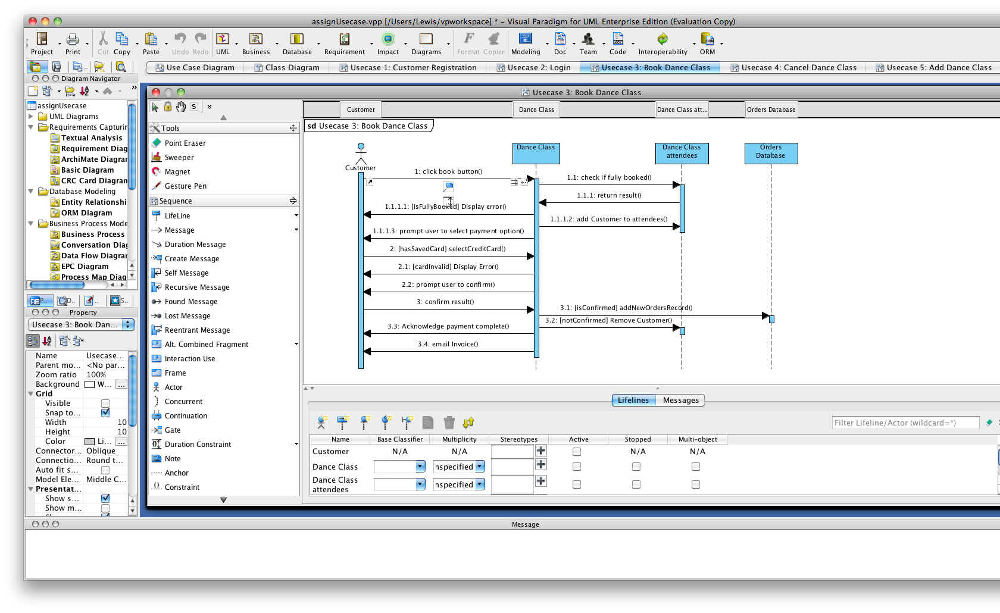 assignUsecase.vpp [/Users/Lewis/vpworkspace] * - Visual Paradigm for UML Enterprise Edition (Evaluation Copy)
Project Print Cut Copy Paste Undo Redo UML Business Database Requirement Impact Diagrams Format Copier Modeling Doc Team Code Interoperability ORM
Use Case Diagram Class Diagram Usecase 1: Customer Registration Usecase 2: Login Usecase 3: Book Dance Class Usecase 4: Cancel Dance Class Usecase 5: Add Dance Class
Diagram Navigator
assignUsecase
UML Diagrams
Requirements Capturir
Textual Analysis
Requirement Diag
ArchiMate Diagrar
Basic Diagram
CRC Card Diagran
Database Modeling
Entity Relationshi
ORM Diagram
Business Process Mode
Business Process
Conversation Diag
Data Flow Diagrar
EPC Diagram
Process Map Diag
P.. D.. S..
Property
Usecase 3: Book Dan...
Name Usecase...
Parent mo... <No par...
Zoom ratio 100%
Background W... ...
Grid
Visible
Snap to...
Width 10
Height 10
Color Li... ...
Connector... Oblique
Connectio... Round t...
Auto fit s...
Model Ele... Middle C...
Presentat...
Show s...
Show m...
Usecase 3: Book Dance Class
S
Tools
Point Eraser
Sweeper
Magnet
Gesture Pen
Sequence
LifeLine
Message
Duration Message
Create Message
Self Message
Recursive Message
Found Message
Lost Message
Reentrant Message
Alt. Combined Fragment
Interaction Use
Frame
Actor
Concurrent
Continuation
Gate
Duration Constraint
Note
Anchor
Constraint
Customer Dance Class Dance Class att... Orders Database
sd Usecase 3: Book Dance Class
Customer
Dance Class
Dance Class
attendees
Orders
Database
1: click book button()
1.1: check if fully booked()
1.1.1: return result()
1.1.1.1: [isFullyBooked] Display error()
1.1.1.2: add Customer to attendees()
1.1.1.3: prompt user to select payment option()
2: [hasSavedCard] selectCreditCard()
2.1: [cardInvalid] Display Error()
2.2: prompt user to confirm()
3: confirm result()
3.1: [isConfirmed] addNewOrdersRecord()
3.2: [notConfirmed] Remove Customer()
3.3: Acknowledge payment complete()
3.4: email Invoice()
Lifelines Messages
Filter Lifeline/Actor (wildcard=*)
Name Base Classifier Multiplicity Stereotypes Active Stopped Multi-object
Customer N/A N/A N/A N/A
Dance Class nspecified
Dance Class
attendees nspecified
Message